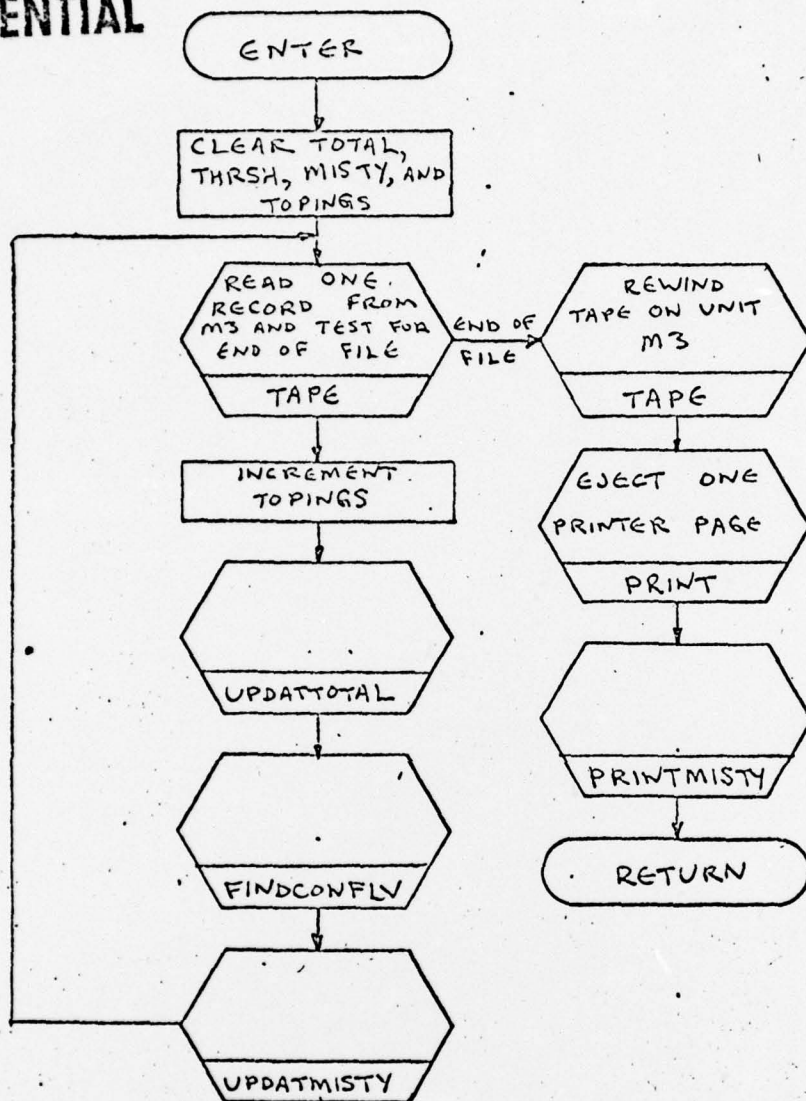 ENTIAL
ENTER
CLEAR TOTAL,
THRSH, MISTY, AND
TOPINGS
READ ONE
RECORD FROM
M3 AND TEST FOR
END OF FILE
TAPE
END OF
FILE
REWIND
TAPE ON UNIT
M3
TAPE
INCREMENT
TOPINGS
EJECT ONE
PRINTER PAGE
PRINT
UPDATTOTAL
PRINTMISTY
FINDCONFLV
RETURN
UPDATMISTY